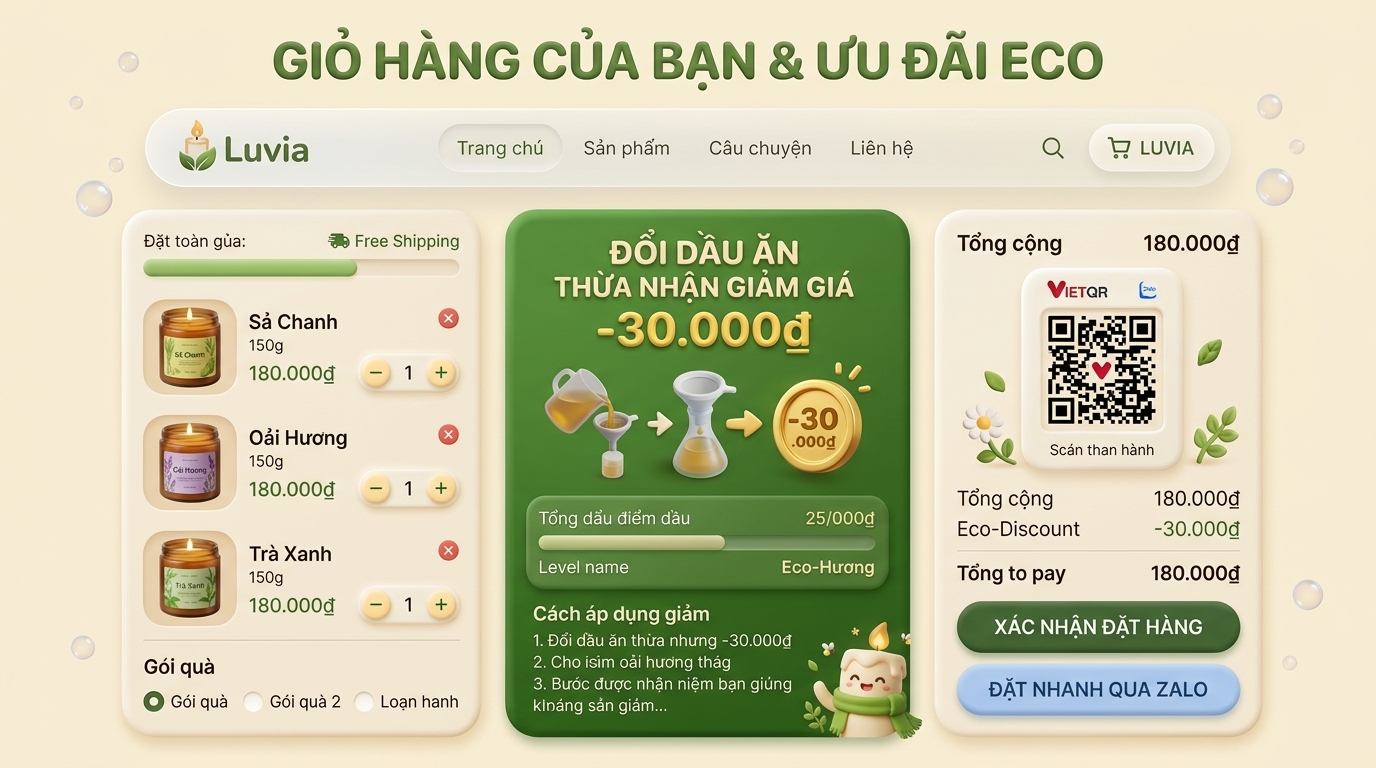 GIỎ HÀNG CỦA BẠN & ƯU ĐÃI ECO
Luvia
Trang chú
Sản phẩm
Câu chuyện
Liên hệ
LUVIA
Đặt toàn gủa:
Free Shipping
Sả Chanh
150g
180.000₫
− 1 +
Oải Hương
150g
180.000₫
− 1 +
Trà Xanh
150g
180.000₫
− 1 +
Gói quà
Gói quà
Gói quà 2
Loạn hanh
ĐỔI DẦU ĂN
THỪA NHẬN GIẢM GIÁ
-30.000₫
-30
.000₫
Tổng dẩu điểm dầu
25/000₫
Level name
Eco-Hương
Cách áp dụng giảm
1. Đổi dầu ăn thừa nhưng -30.000₫
2. Cho isim oải hương thág
3. Bước được nhận niệm bạn giúng
klnáng sản giám...
Tổng cộng
180.000₫
VIETQR
Scán than hành
Tổng cộng
180.000₫
Eco-Discount
-30.000₫
Tổng to pay
180.000₫
XÁC NHẬN ĐẶT HÀNG
ĐẶT NHANH QUA ZALO